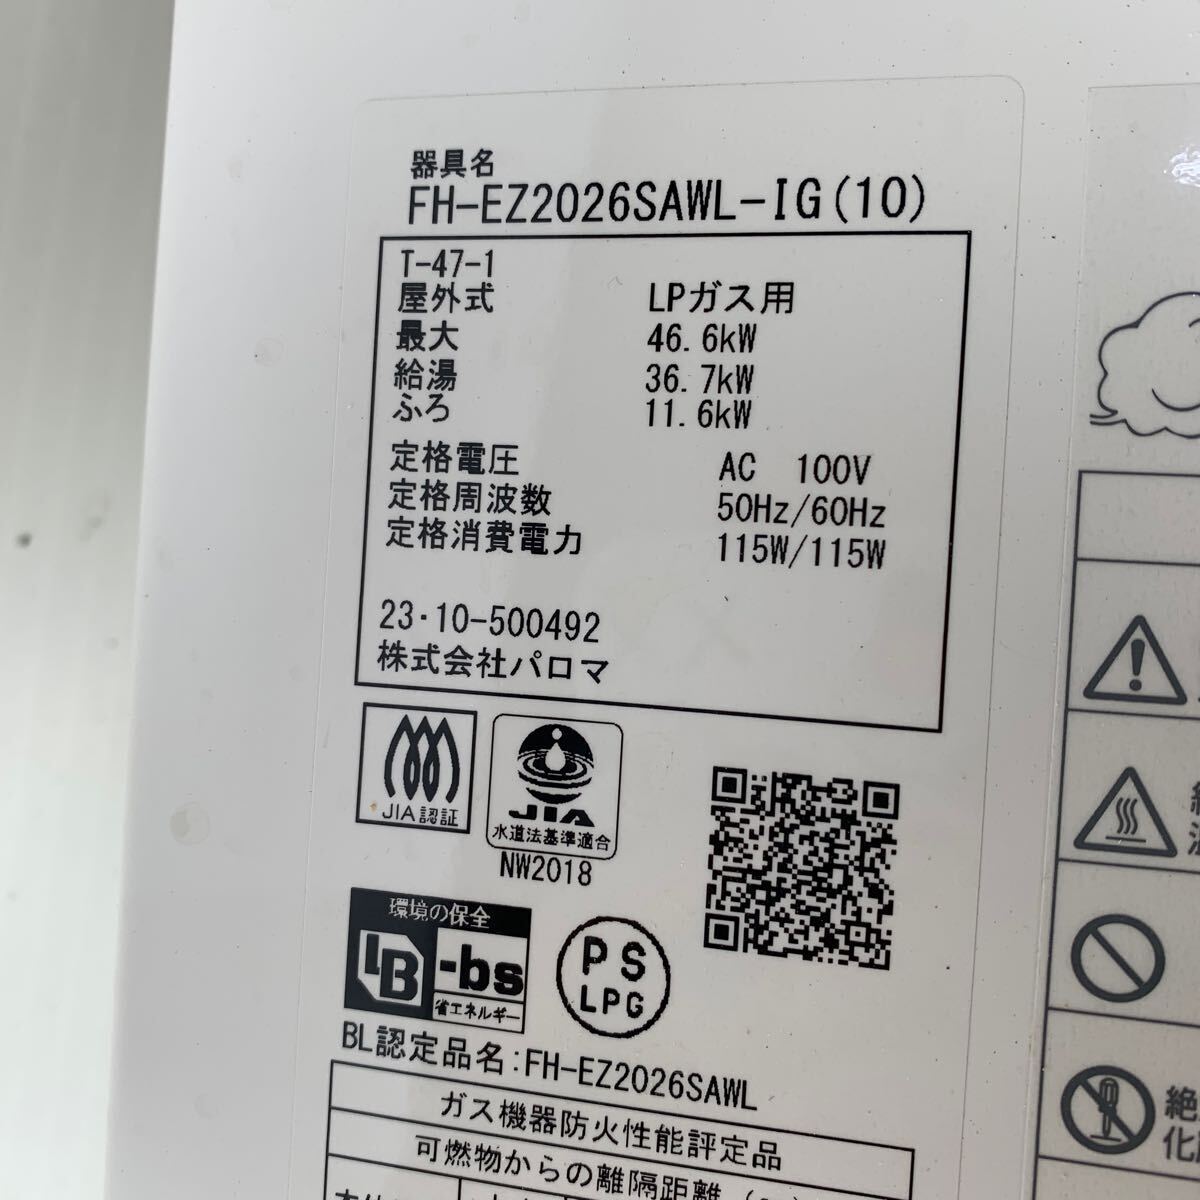 器具名
FH-EZ2026SAWL-IG(10)
T-47-1
屋外式 LPガス用
最大 46.6kW
給湯 36.7kW
ふろ 11.6kW
定格電圧 AC 100V
定格周波数 50Hz/60Hz
定格消費電力 115W/115W
23･10-500492
株式会社パロマ
JIA認証
JIA
水道法基準適合
NW2018
環境の保全
BL-bs
省エネルギー
PS
LPG
BL認定品名:FH-EZ2026SAWL
ガス機器防火性能評定品
可燃物からの離隔距離
絶
化